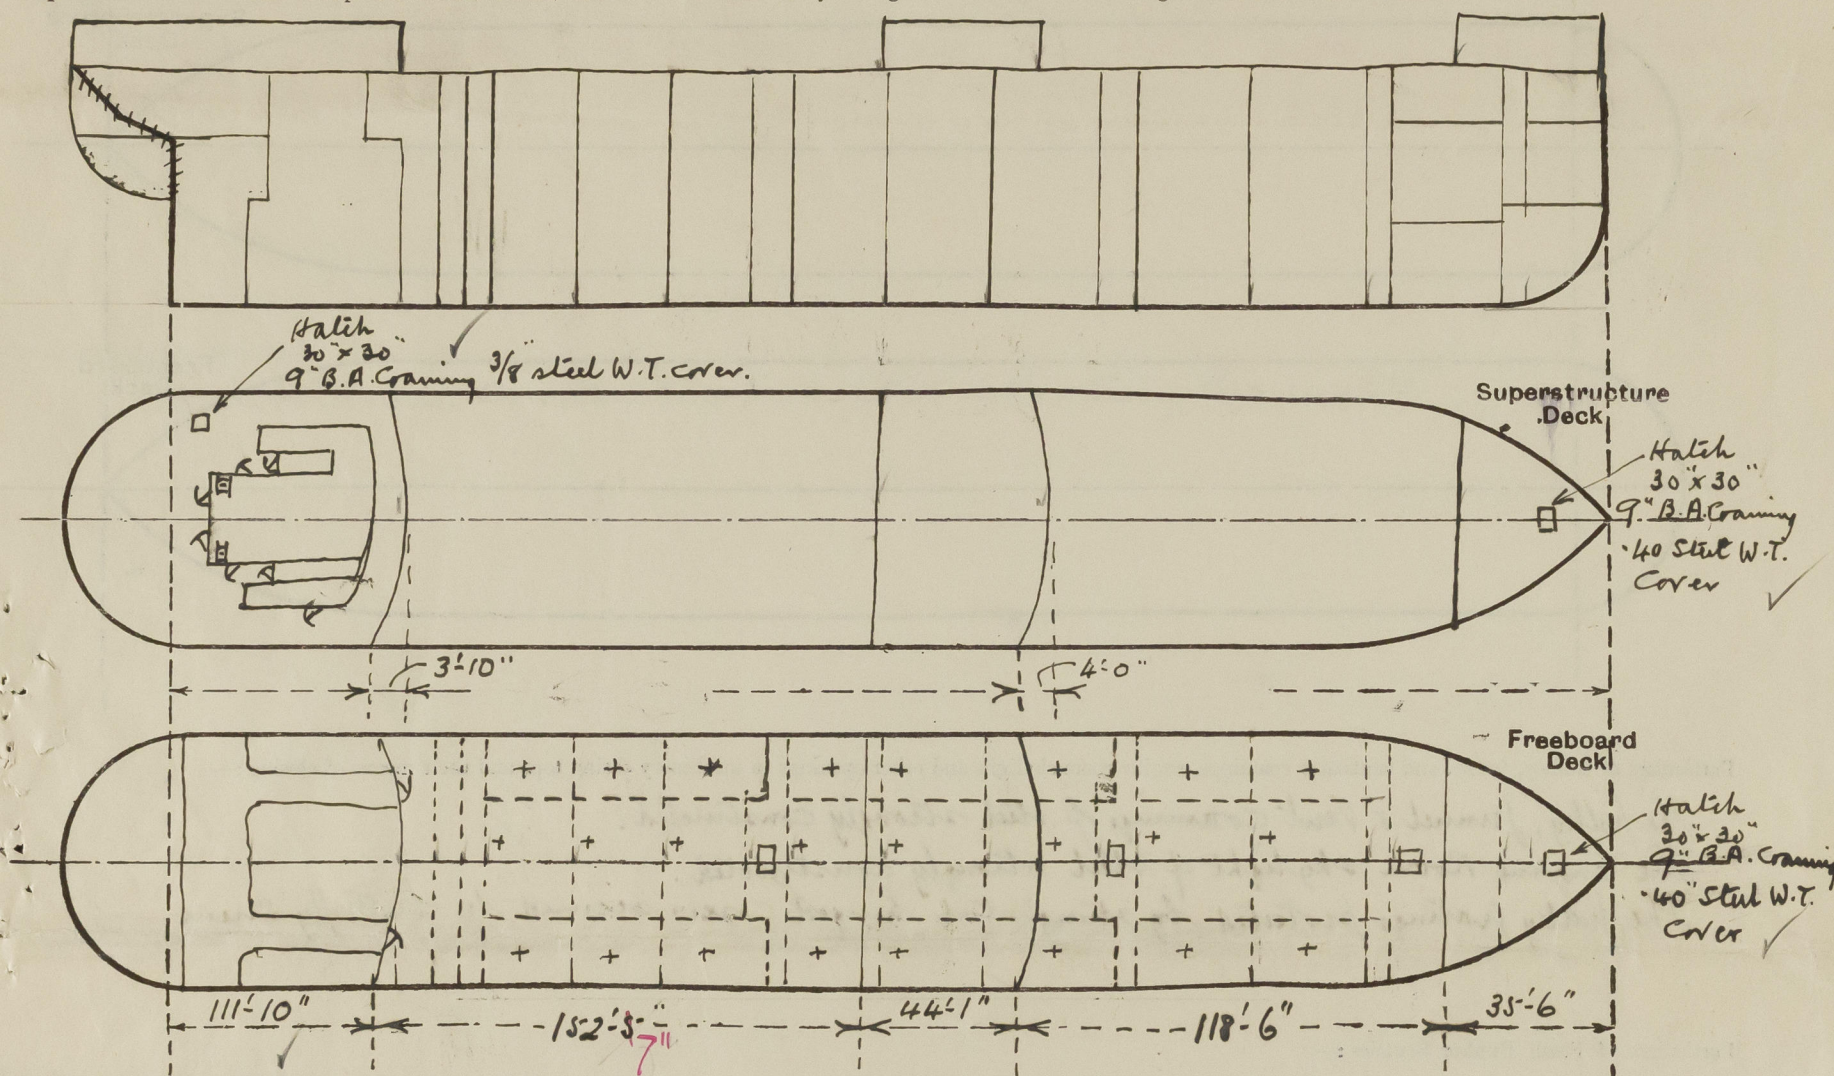 Hatch
30" x 30"
9" B.A. Coaming 3/8" steel W.T. cover.
Superstructure
Deck
Hatch
30" x 30"
9" B.A. Coaming
.40 Steel W.T.
Cover
3'-10"
4'-0"
Freeboard
Deck
Hatch
30" x 30"
9" B.A. Coaming
.40" Steel W.T.
Cover
111'-10"
152'-5"
7"
44'-1"
118'-6"
35'-6"